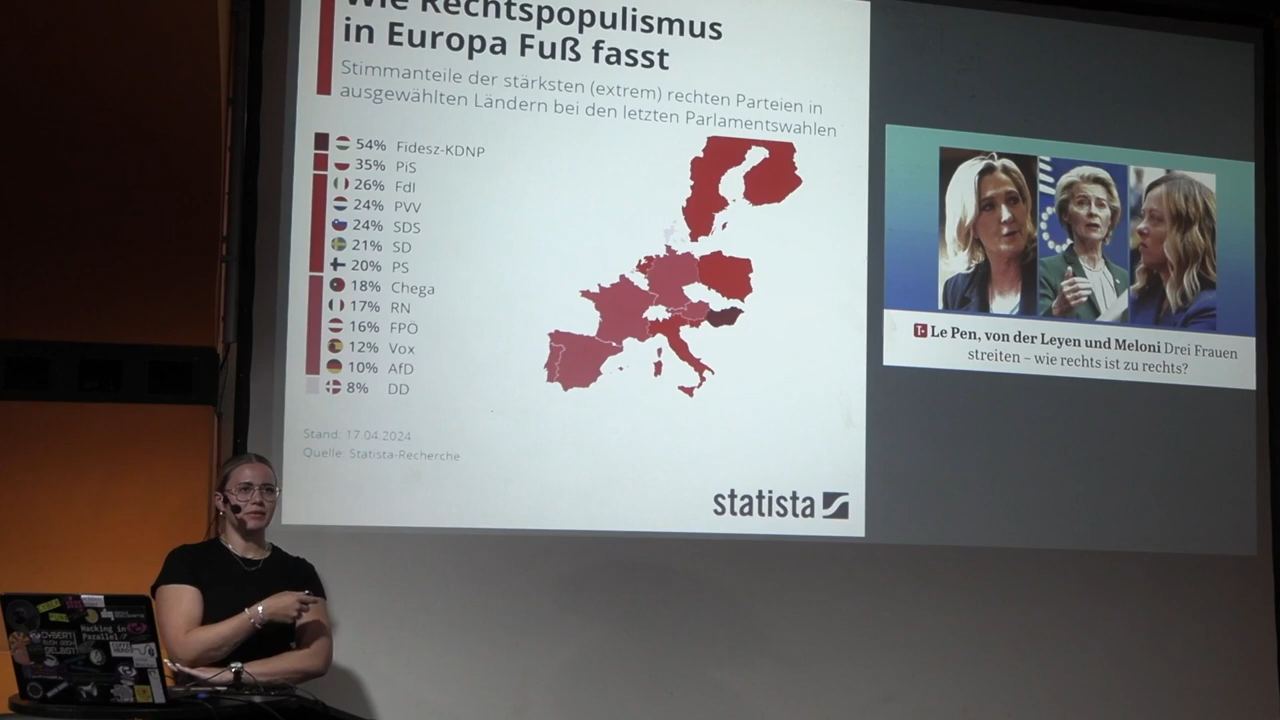 Wie Rechtspopulismus
in Europa Fuß fasst
Stimmanteile der stärksten (extrem) rechten Parteien in
ausgewählten Ländern bei den letzten Parlamentswahlen
54% Fidesz-KDNP
35% PiS
26% FdI
24% PVV
24% SDS
21% SD
20% PS
18% Chega
17% RN
16% FPÖ
12% Vox
10% AfD
8% DD
Stand: 17.04.2024
Quelle: Statista-Recherche
statista
Le Pen, von der Leyen und Meloni Drei Frauen
streiten – wie rechts ist zu rechts?
Hacking in
Parallel
SELBST